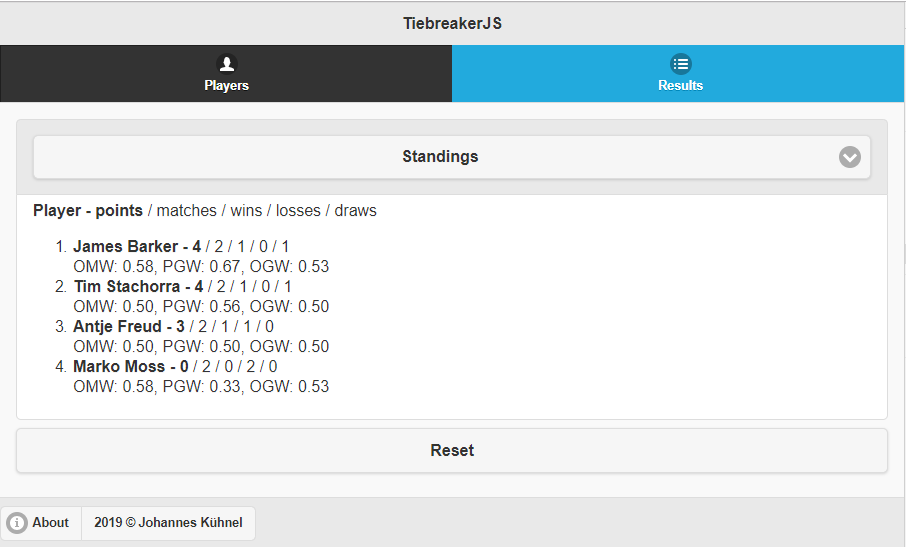 TiebreakerJS
Players
Results
Standings
Player - points / matches / wins / losses / draws
1. James Barker - 4 / 2 / 1 / 0 / 1
OMW: 0.58, PGW: 0.67, OGW: 0.53
2. Tim Stachorra - 4 / 2 / 1 / 0 / 1
OMW: 0.50, PGW: 0.56, OGW: 0.50
3. Antje Freud - 3 / 2 / 1 / 1 / 0
OMW: 0.50, PGW: 0.50, OGW: 0.50
4. Marko Moss - 0 / 2 / 0 / 2 / 0
OMW: 0.58, PGW: 0.33, OGW: 0.53
Reset
About
2019 © Johannes Kühnel